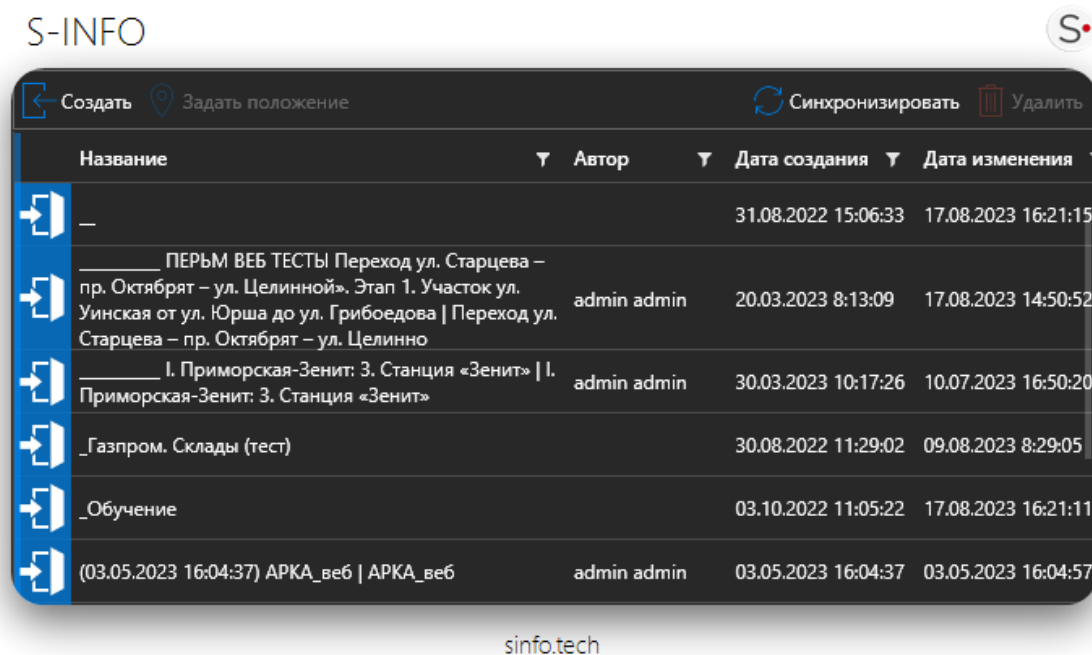 S-INFO
S
Создать Задать положение Синхронизировать Удалить
Название Автор Дата создания Дата изменения
__ 31.08.2022 15:06:33 17.08.2023 16:21:15
________ ПЕРЬМ ВЕБ ТЕСТЫ Переход ул. Старцева –
пр. Октябрят – ул. Целинной». Этап 1. Участок ул.
Уинская от ул. Юрша до ул. Грибоедова | Переход ул.
Старцева – пр. Октябрят – ул. Целинно
admin admin 20.03.2023 8:13:09 17.08.2023 14:50:52
________ I. Приморская-Зенит: 3. Станция «Зенит» | I.
Приморская-Зенит: 3. Станция «Зенит»
admin admin 30.03.2023 10:17:26 10.07.2023 16:50:20
_Газпром. Склады (тест) 30.08.2022 11:29:02 09.08.2023 8:29:05
_Обучение 03.10.2022 11:05:22 17.08.2023 16:21:11
(03.05.2023 16:04:37) АРКА_веб | АРКА_веб admin admin 03.05.2023 16:04:37 03.05.2023 16:04:57
sinfo.tech